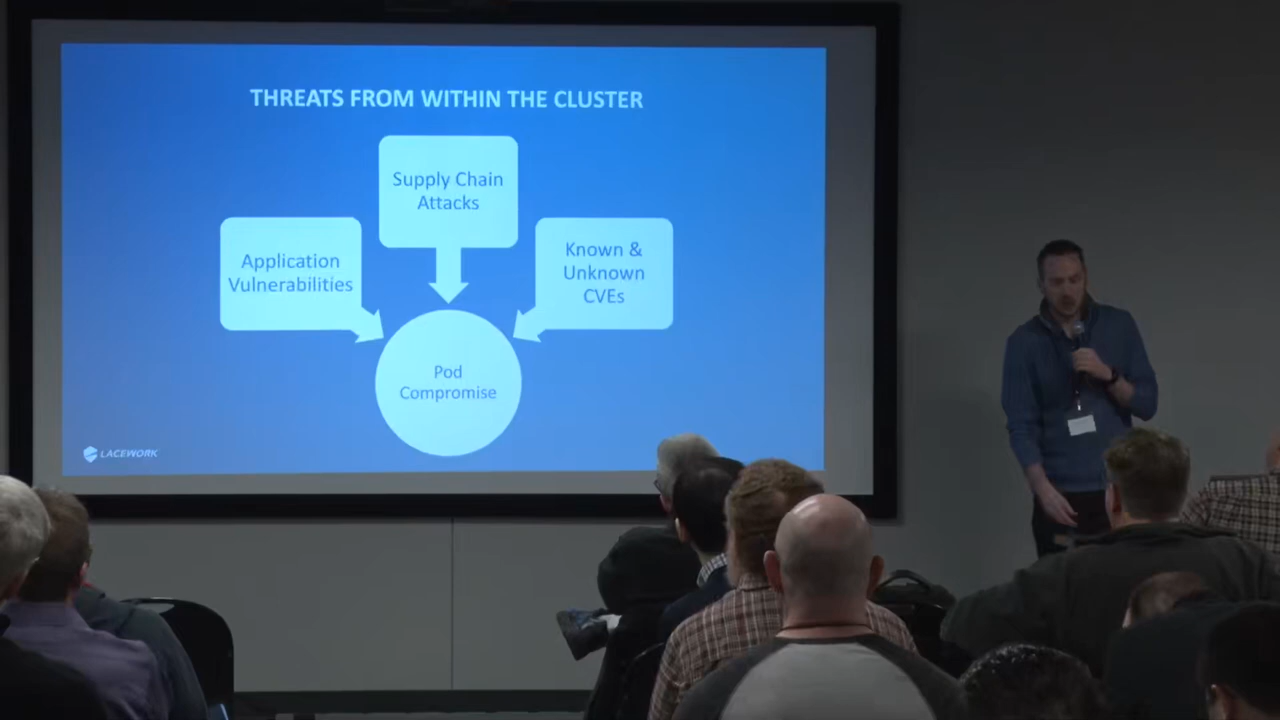 THREATS FROM WITHIN THE CLUSTER
Supply Chain
Attacks
Application
Vulnerabilities
Known &
Unknown
CVEs
Pod
Compromise
LACEWORK